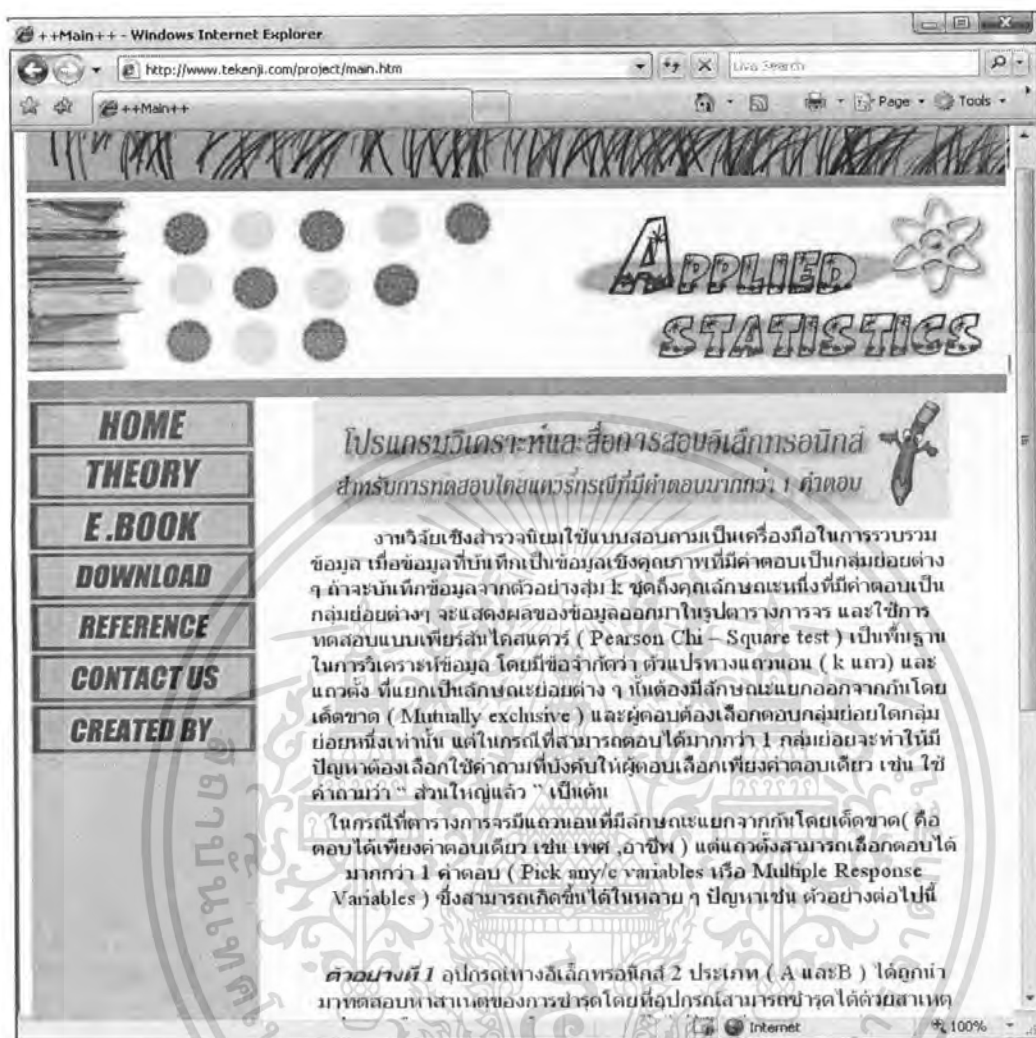 ++Main++ - Windows Internet Explorer
http://www.tekenji.com/project/main.htm
Live Search
++Main++
Page
Tools
APPLIED
STATISTICS
HOME
THEORY
E.BOOK
DOWNLOAD
REFERENCE
CONTACT US
CREATED BY
โปรแกรมวิเคราะห์และสื่อการสอนอิเล็กทรอนิกส์
สำหรับการทดสอบไคสแควร์กรณีที่มีคำตอบมากกว่า 1 คำตอบ
งานวิจัยเชิงสำรวจนิยมใช้แบบสอบถามเป็นเครื่องมือในการรวบรวม
ข้อมูล เมื่อข้อมูลที่บันทึกเป็นข้อมูลเชิงคุณภาพที่มีคำตอบเป็นกลุ่มย่อยต่าง
ๆ ถ้าจะบันทึกข้อมูลจากตัวอย่างสุ่ม k ชุดถึงคุณลักษณะหนึ่งที่มีคำตอบเป็น
กลุ่มย่อยต่างๆ จะแสดงผลของข้อมูลออกมาในรูปตารางการจร และใช้การ
ทดสอบแบบเพียร์สันไคสแควร์ ( Pearson Chi – Square test ) เป็นพื้นฐาน
ในการวิเคราะห์ข้อมูล โดยมีข้อจำกัดว่า ตัวแปรทางแถวนอน ( k แถว) และ
แถวตั้ง ที่แยกเป็นลักษณะย่อยต่าง ๆ นั้นต้องมีลักษณะแยกออกจากกันโดย
เด็ดขาด ( Mutually exclusive ) และผู้ตอบต้องเลือกตอบกลุ่มย่อยใดกลุ่ม
ย่อยหนึ่งเท่านั้น แต่ในกรณีที่สามารถตอบได้มากกว่า 1 กลุ่มย่อยจะทำให้มี
ปัญหาต้องเลือกใช้คำถามที่บังคับให้ผู้ตอบเลือกเพียงคำตอบเดียว เช่น ใช้
คำถามว่า “ ส่วนใหญ่แล้ว ” เป็นต้น
ในกรณีที่ตารางการจรมีแถวนอนที่มีลักษณะแยกจากกันโดยเด็ดขาด( คือ
ตอบได้เพียงคำตอบเดียว เช่น เพศ ,อาชีพ ) แต่แถวตั้งสามารถเลือกตอบได้
มากกว่า 1 คำตอบ ( Pick any/c variables หรือ Multiple Response
Variables ) ซึ่งสามารถเกิดขึ้นได้ในหลาย ๆ ปัญหาเช่น ตัวอย่างต่อไปนี้
ตัวอย่างที่ 1 อุปกรณ์ทางอิเล็กทรอนิกส์ 2 ประเภท ( A และB ) ได้ถูกนำ
มาทดสอบหาสาเหตุของการชำรุดโดยที่อุปกรณ์สามารถชำรุดได้ด้วยสาเหตุ
Internet
100%